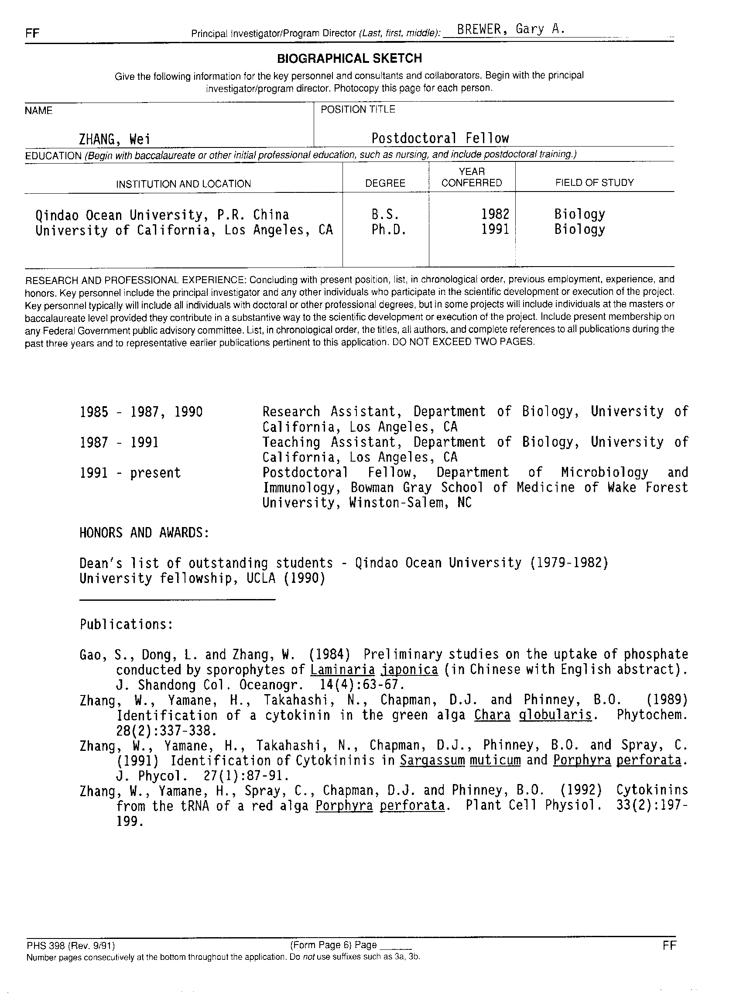 FF Principal Investigator/Program Director (Last, first, middle): BREWER, Gary A.
BIOGRAPHICAL SKETCH
Give the following information for the key personnel and consultants and collaborators. Begin with the principal
investigator/program director. Photocopy this page for each person.
NAME POSITION TITLE
ZHANG, Wei Postdoctoral Fellow
EDUCATION (Begin with baccalaureate or other initial professional education, such as nursing, and include postdoctoral training.)
INSTITUTION AND LOCATION DEGREE YEAR CONFERRED FIELD OF STUDY
Qindao Ocean University, P.R. China B.S. 1982 Biology
University of California, Los Angeles, CA Ph.D. 1991 Biology
RESEARCH AND PROFESSIONAL EXPERIENCE: Concluding with present position, list, in chronological order, previous employment, experience, and
honors. Key personnel include the principal investigator and any other individuals who participate in the scientific development or execution of the project.
Key personnel typically will include all individuals with doctoral or other professional degrees, but in some projects will include individuals at the masters or
baccalaureate level provided they contribute in a substantive way to the scientific development or execution of the project. Include present membership on
any Federal Government public advisory committee. List, in chronological order, the titles, all authors, and complete references to all publications during the
past three years and to representative earlier publications pertinent to this application. DO NOT EXCEED TWO PAGES.
1985 - 1987, 1990 Research Assistant, Department of Biology, University of
California, Los Angeles, CA
1987 - 1991 Teaching Assistant, Department of Biology, University of
California, Los Angeles, CA
1991 - present Postdoctoral Fellow, Department of Microbiology and
Immunology, Bowman Gray School of Medicine of Wake Forest
University, Winston-Salem, NC
HONORS AND AWARDS:
Dean's list of outstanding students - Qindao Ocean University (1979-1982)
University fellowship, UCLA (1990)
Publications:
Gao, S., Dong, L. and Zhang, W. (1984) Preliminary studies on the uptake of phosphate
conducted by sporophytes of Laminaria japonica (in Chinese with English abstract).
J. Shandong Col. Oceanogr. 14(4):63-67.
Zhang, W., Yamane, H., Takahashi, N., Chapman, D.J. and Phinney, B.O. (1989)
Identification of a cytokinin in the green alga Chara globularis. Phytochem.
28(2):337-338.
Zhang, W., Yamane, H., Takahashi, N., Chapman, D.J., Phinney, B.O. and Spray, C.
(1991) Identification of Cytokininis in Sargassum muticum and Porphyra perforata.
J. Phycol. 27(1):87-91.
Zhang, W., Yamane, H., Spray, C., Chapman, D.J. and Phinney, B.O. (1992) Cytokinins
from the tRNA of a red alga Porphyra perforata. Plant Cell Physiol. 33(2):197-
199.
PHS 398 (Rev. 9/91) (Form Page 6) Page ______ FF
Number pages consecutively at the bottom throughout the application. Do not use suffixes such as 3a, 3b.